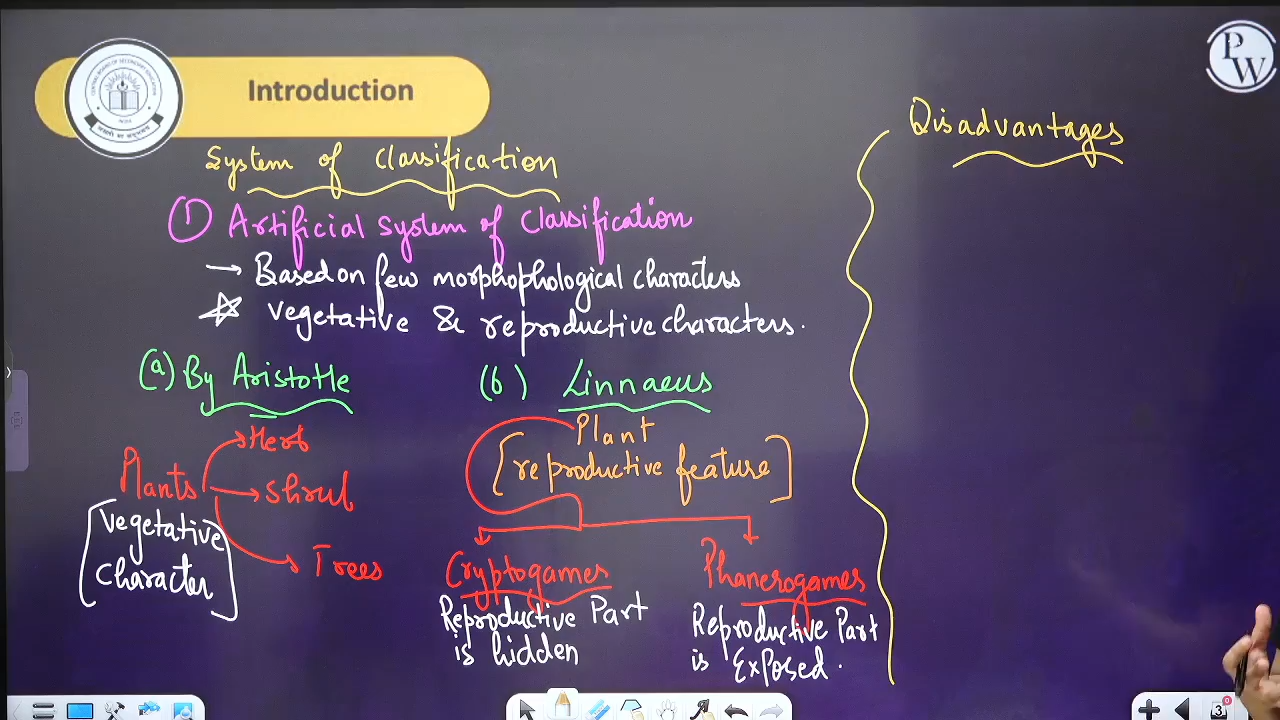 Introduction
PW
System of Classification
① Artificial System of Classification
→ Based on few morphophological characters
☆ Vegetative & reproductive characters.
(a) By Aristotle
Plants
Herb
Shrub
Trees
[Vegetative
Character]
(b) Linnaeus
Plant
[reproductive feature]
Cryptogames
Reproductive Part
is hidden
Phanerogames
Reproductive Part
is Exposed.
Disadvantages